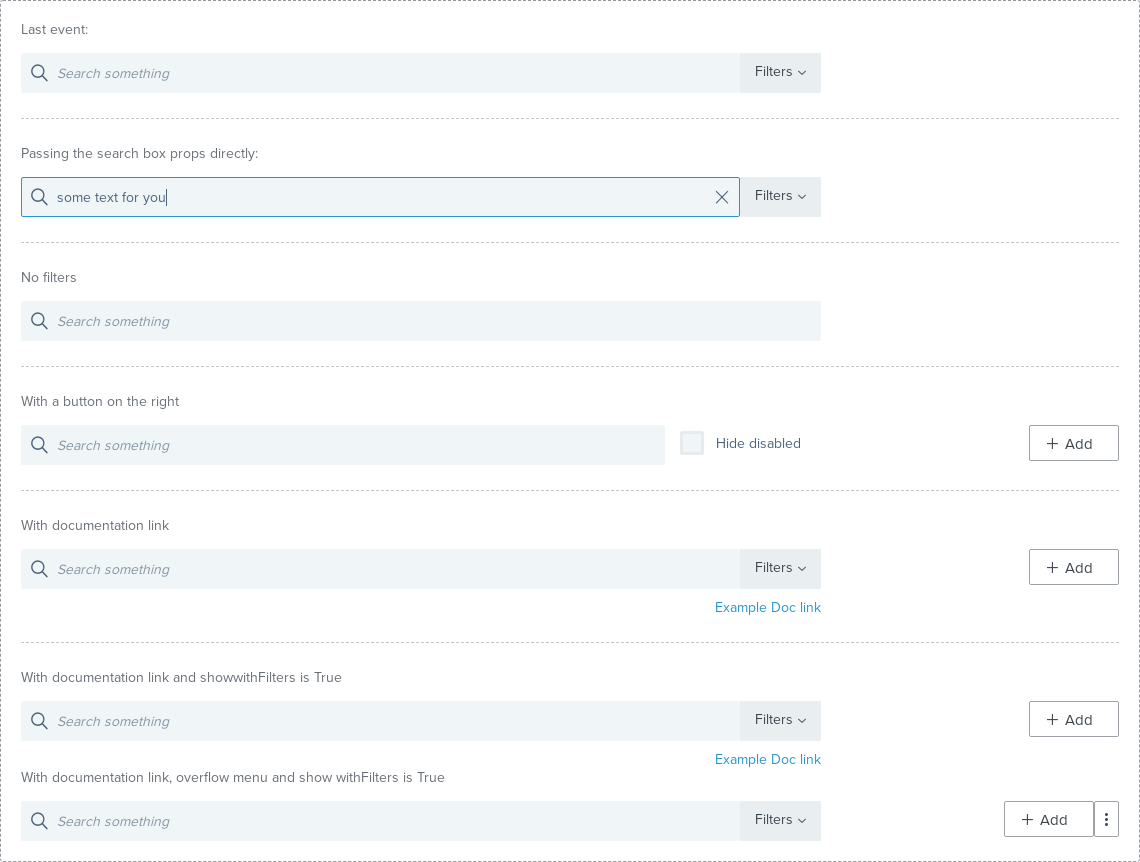 Last event:
Search something Filters
Passing the search box props directly:
some text for you Filters
No filters
Search something
With a button on the right
Search something Hide disabled + Add
With documentation link
Search something Filters + Add
Example Doc link
With documentation link and showwithFilters is True
Search something Filters + Add
Example Doc link
With documentation link, overflow menu and show withFilters is True
Search something Filters + Add